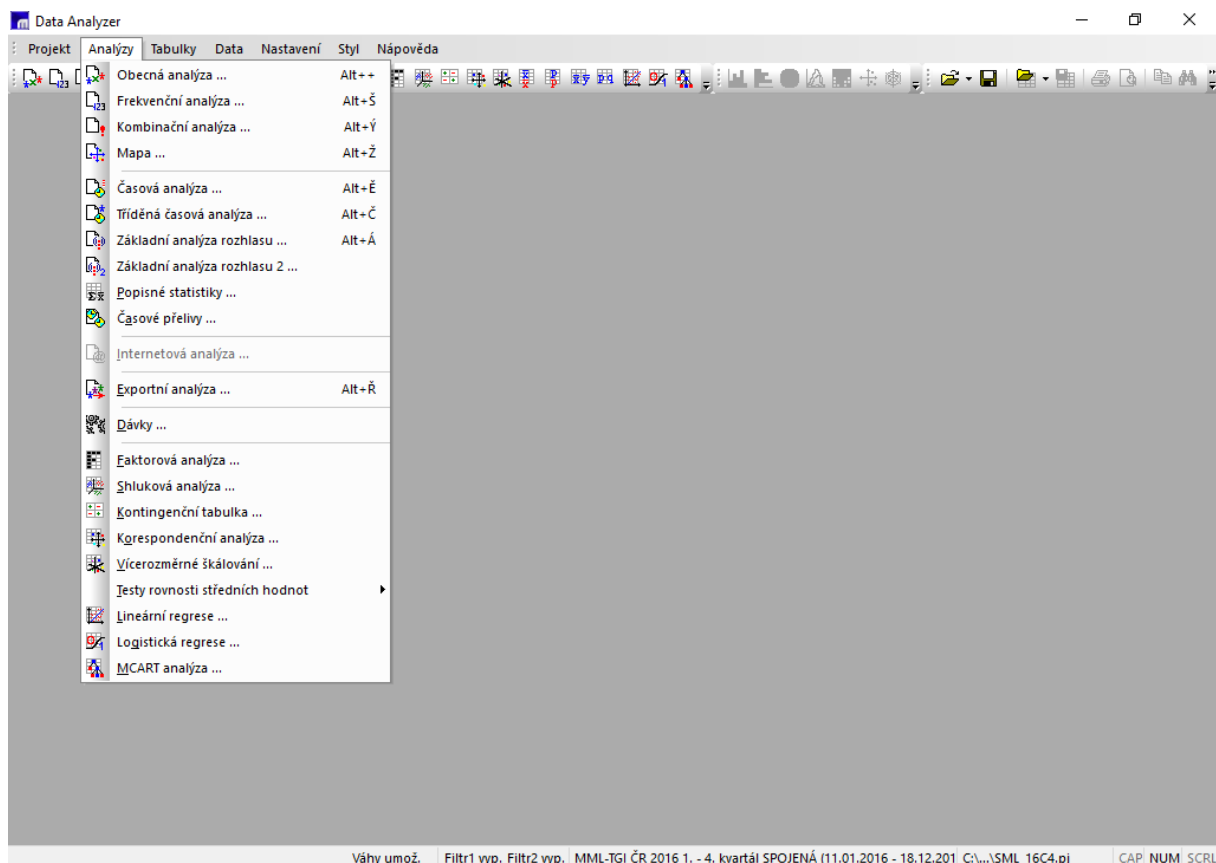 Data Analyzer
Projekt Analýzy Tabulky Data Nastavení Styl Nápověda
Obecná analýza ... Alt++
Frekvenční analýza ... Alt+Š
Kombinační analýza ... Alt+Ý
Mapa ... Alt+Ž
Časová analýza ... Alt+Ě
Tříděná časová analýza ... Alt+Č
Základní analýza rozhlasu ... Alt+Á
Základní analýza rozhlasu 2 ...
Popisné statistiky ...
Časové přelivy ...
Internetová analýza ...
Exportní analýza ... Alt+Ř
Dávky ...
Faktorová analýza ...
Shluková analýza ...
Kontingenční tabulka ...
Korespondenční analýza ...
Vícerozměrné škálování ...
Testy rovnosti středních hodnot
Lineární regrese ...
Logistická regrese ...
MCART analýza ...
Váhy umož. Filtr1 vyp. Filtr2 vyp. MML-TGI ČR 2016 1. - 4. kvartál SPOJENÁ (11.01.2016 - 18.12.201 C:\...\SML_16C4.pj CAP NUM SCRL